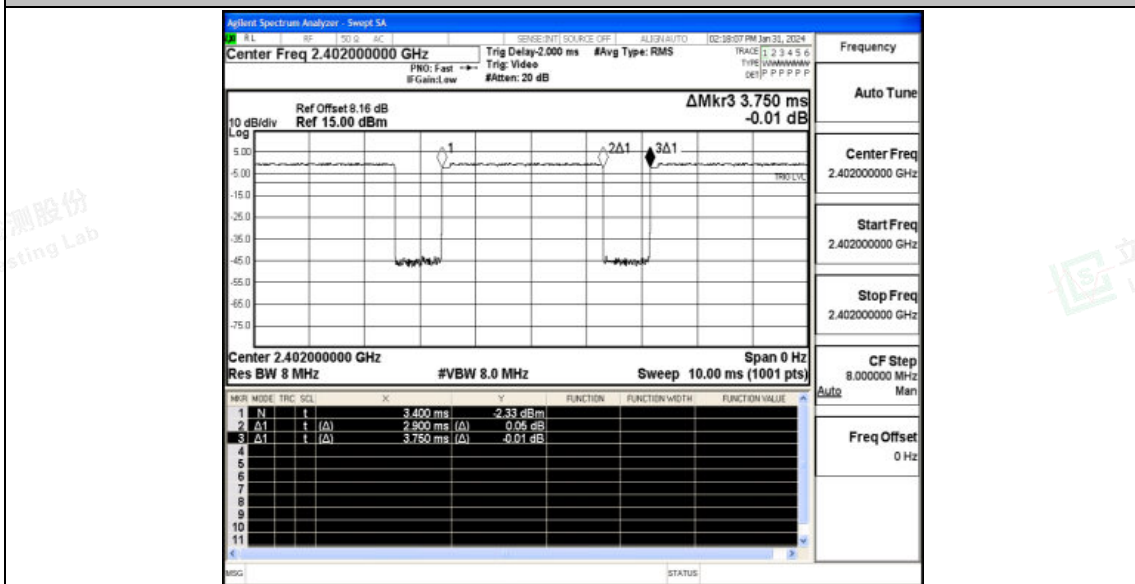 Agilent Spectrum Analyzer - Swept SA
RL RF 50 Ω AC SENSE:INT SOURCE OFF ALIGNAUTO 02:18:07 PM Jan 31, 2024
Center Freq 2.402000000 GHz
PNO: Fast
IFGain:Low
Trig Delay-2.000 ms #Avg Type: RMS
Trig: Video
#Atten: 20 dB
TRACE 1 2 3 4 5 6
TYPE
DET P P P P P P
ΔMkr3 3.750 ms
-0.01 dB
Ref Offset 8.16 dB
10 dB/div Ref 15.00 dBm
Log
5.00
-5.00
-15.0
-25.0
-35.0
-45.0
-55.0
-65.0
-75.0
1
2Δ1
3Δ1
TRIG LVL
Center 2.402000000 GHz Span 0 Hz
Res BW 8 MHz #VBW 8.0 MHz Sweep 10.00 ms (1001 pts)
MKR MODE TRC SCL X Y FUNCTION FUNCTION WIDTH FUNCTION VALUE
1 N t 3.400 ms -2.33 dBm
2 Δ1 t (Δ) 2.900 ms (Δ) 0.05 dB
3 Δ1 t (Δ) 3.750 ms (Δ) -0.01 dB
4
5
6
7
8
9
10
11
MSG STATUS
Frequency
Auto Tune
Center Freq
2.402000000 GHz
Start Freq
2.402000000 GHz
Stop Freq
2.402000000 GHz
CF Step
8.000000 MHz
Auto Man
Freq Offset
0 Hz
测股份
sting Lab
立